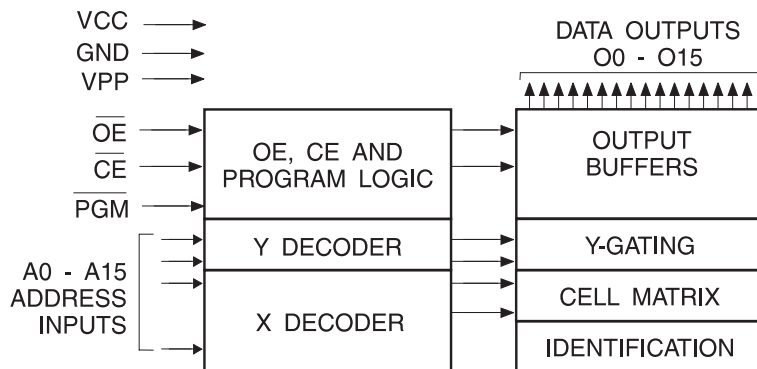 VCC
GND
VPP
DATA OUTPUTS
O0 - O15
OE
CE
PGM
OE, CE AND
PROGRAM LOGIC
OUTPUT
BUFFERS
A0 - A15
ADDRESS
INPUTS
Y DECODER
Y-GATING
X DECODER
CELL MATRIX
IDENTIFICATION